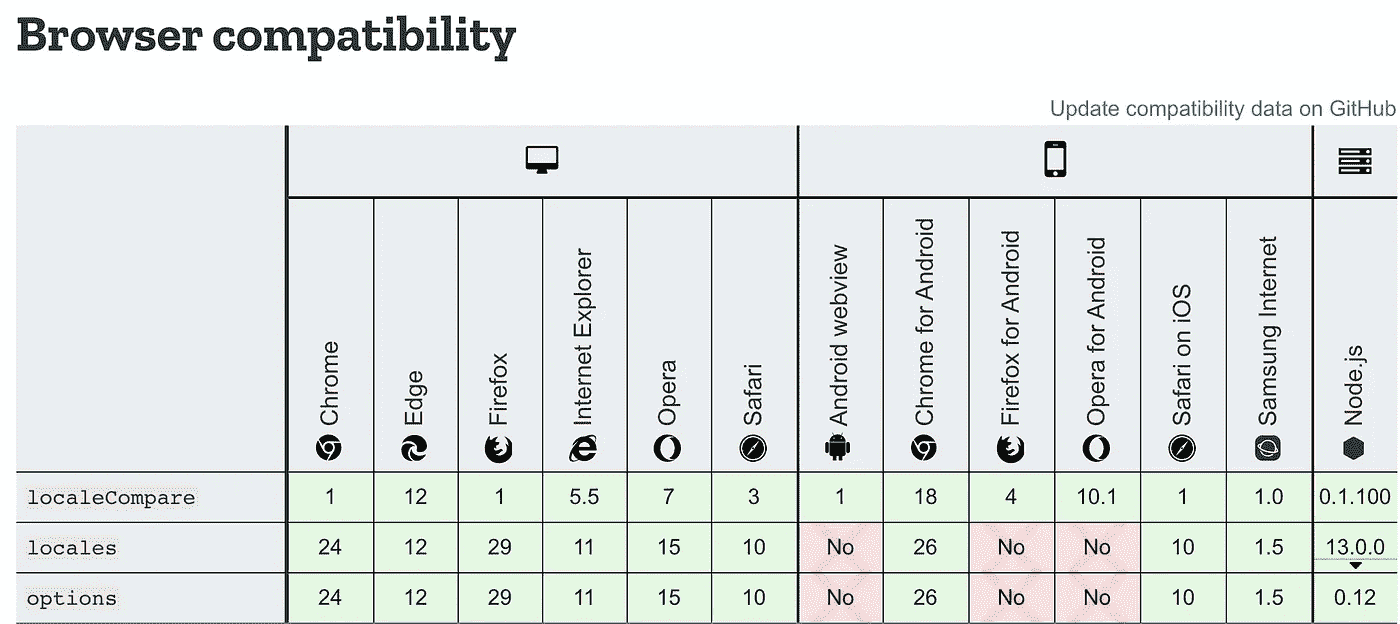 Browser compatibility
Update compatibility data on GitHub
Chrome
Edge
Firefox
Internet Explorer
Opera
Safari
Android webview
Chrome for Android
Firefox for Android
Opera for Android
Safari on iOS
Samsung Internet
Node.js
localeCompare 1 12 1 5.5 7 3 1 18 4 10.1 1 1.0 0.1.100
locales 24 12 29 11 15 10 No 26 No No 10 1.5 13.0.0
options 24 12 29 11 15 10 No 26 No No 10 1.5 0.12